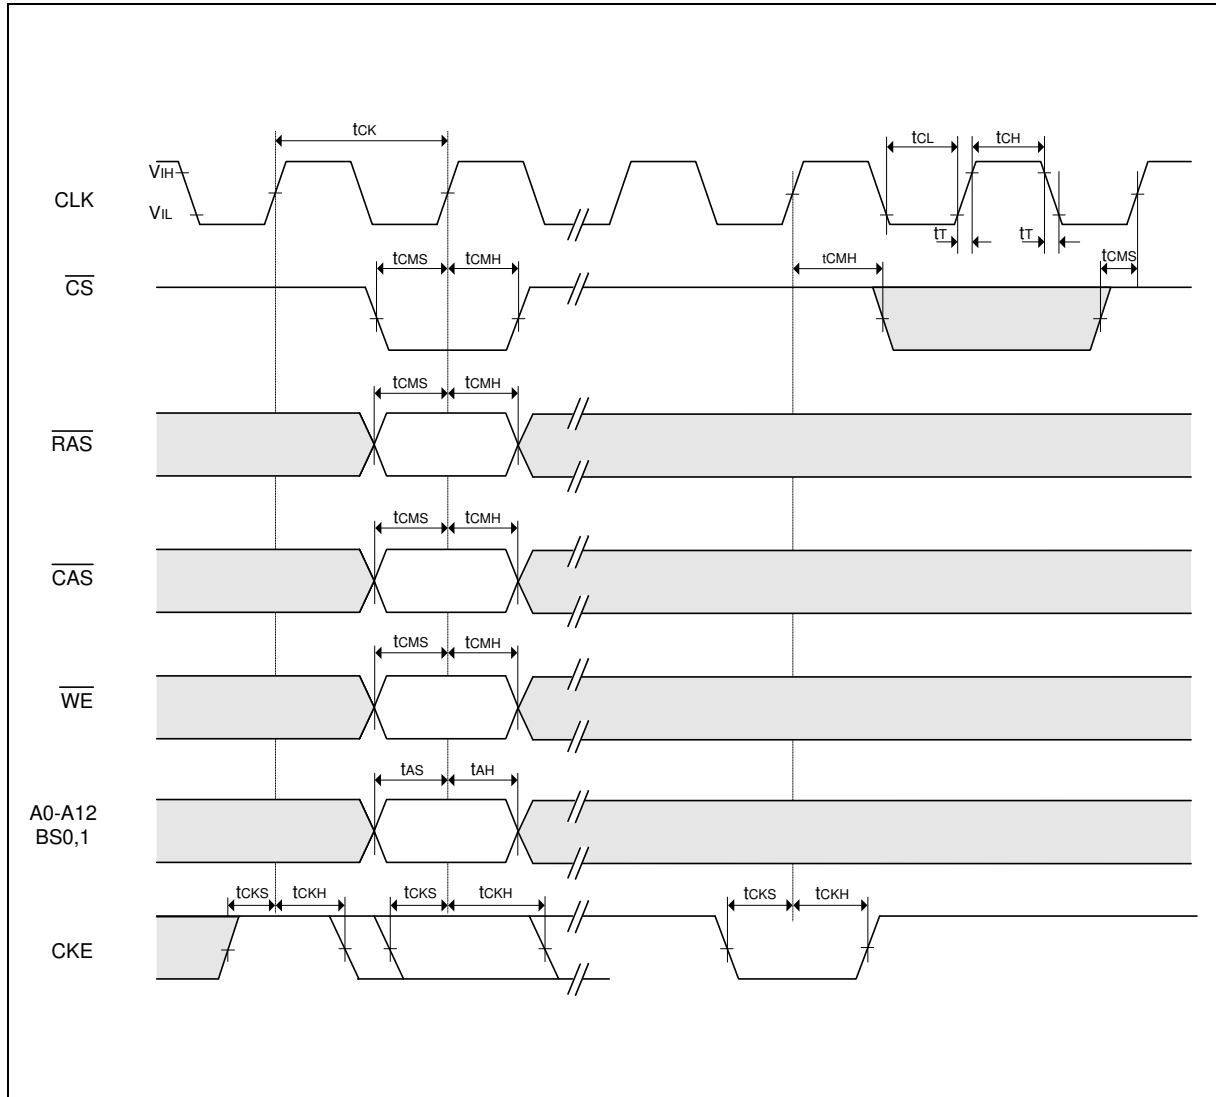 tCK
tCL
tCH
VIH
CLK
VIL
tT
tT
tCMS
tCMH
tCMH
tCMS
CS
tCMS
tCMH
RAS
tCMS
tCMH
CAS
tCMS
tCMH
WE
tAS
tAH
A0-A12
BS0,1
tCKS
tCKH
tCKS
tCKH
tCKS
tCKH
CKE